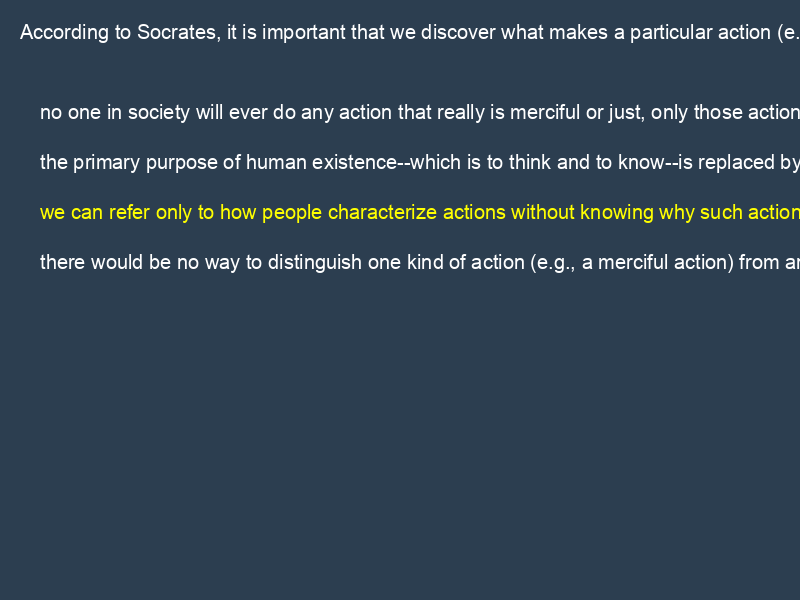 According to Socrates, it is important that we discover what makes a particular action (e.
no one in society will ever do any action that really is merciful or just, only those action
the primary purpose of human existence--which is to think and to know--is replaced by
we can refer only to how people characterize actions without knowing why such action
there would be no way to distinguish one kind of action (e.g., a merciful action) from an